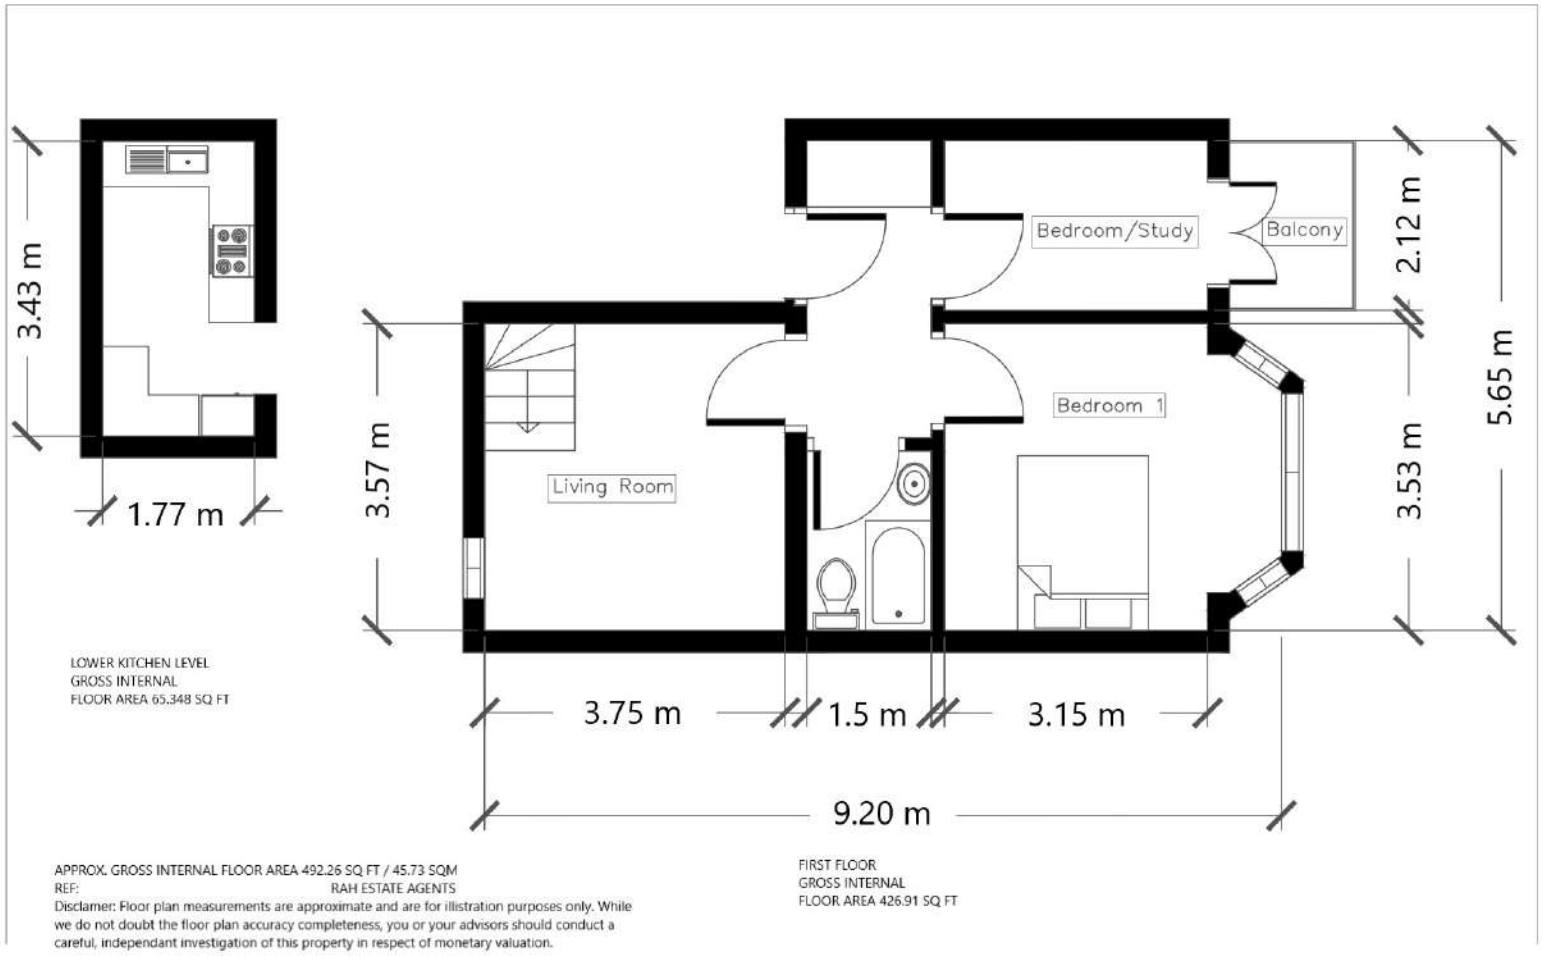 3.43 m
1.77 m
LOWER KITCHEN LEVEL
GROSS INTERNAL
FLOOR AREA 65.348 SQ FT
3.57 m
Living Room
Bedroom/Study
Balcony
Bedroom 1
2.12 m
3.53 m
5.65 m
3.75 m
1.5 m
3.15 m
9.20 m
FIRST FLOOR
GROSS INTERNAL
FLOOR AREA 426.91 SQ FT
APPROX. GROSS INTERNAL FLOOR AREA 492.26 SQ FT / 45.73 SQM
REF: RAH ESTATE AGENTS
Disclamer: Floor plan measurements are approximate and are for illistration purposes only. While
we do not doubt the floor plan accuracy completeness, you or your advisors should conduct a
careful, independant investigation of this property in respect of monetary valuation.